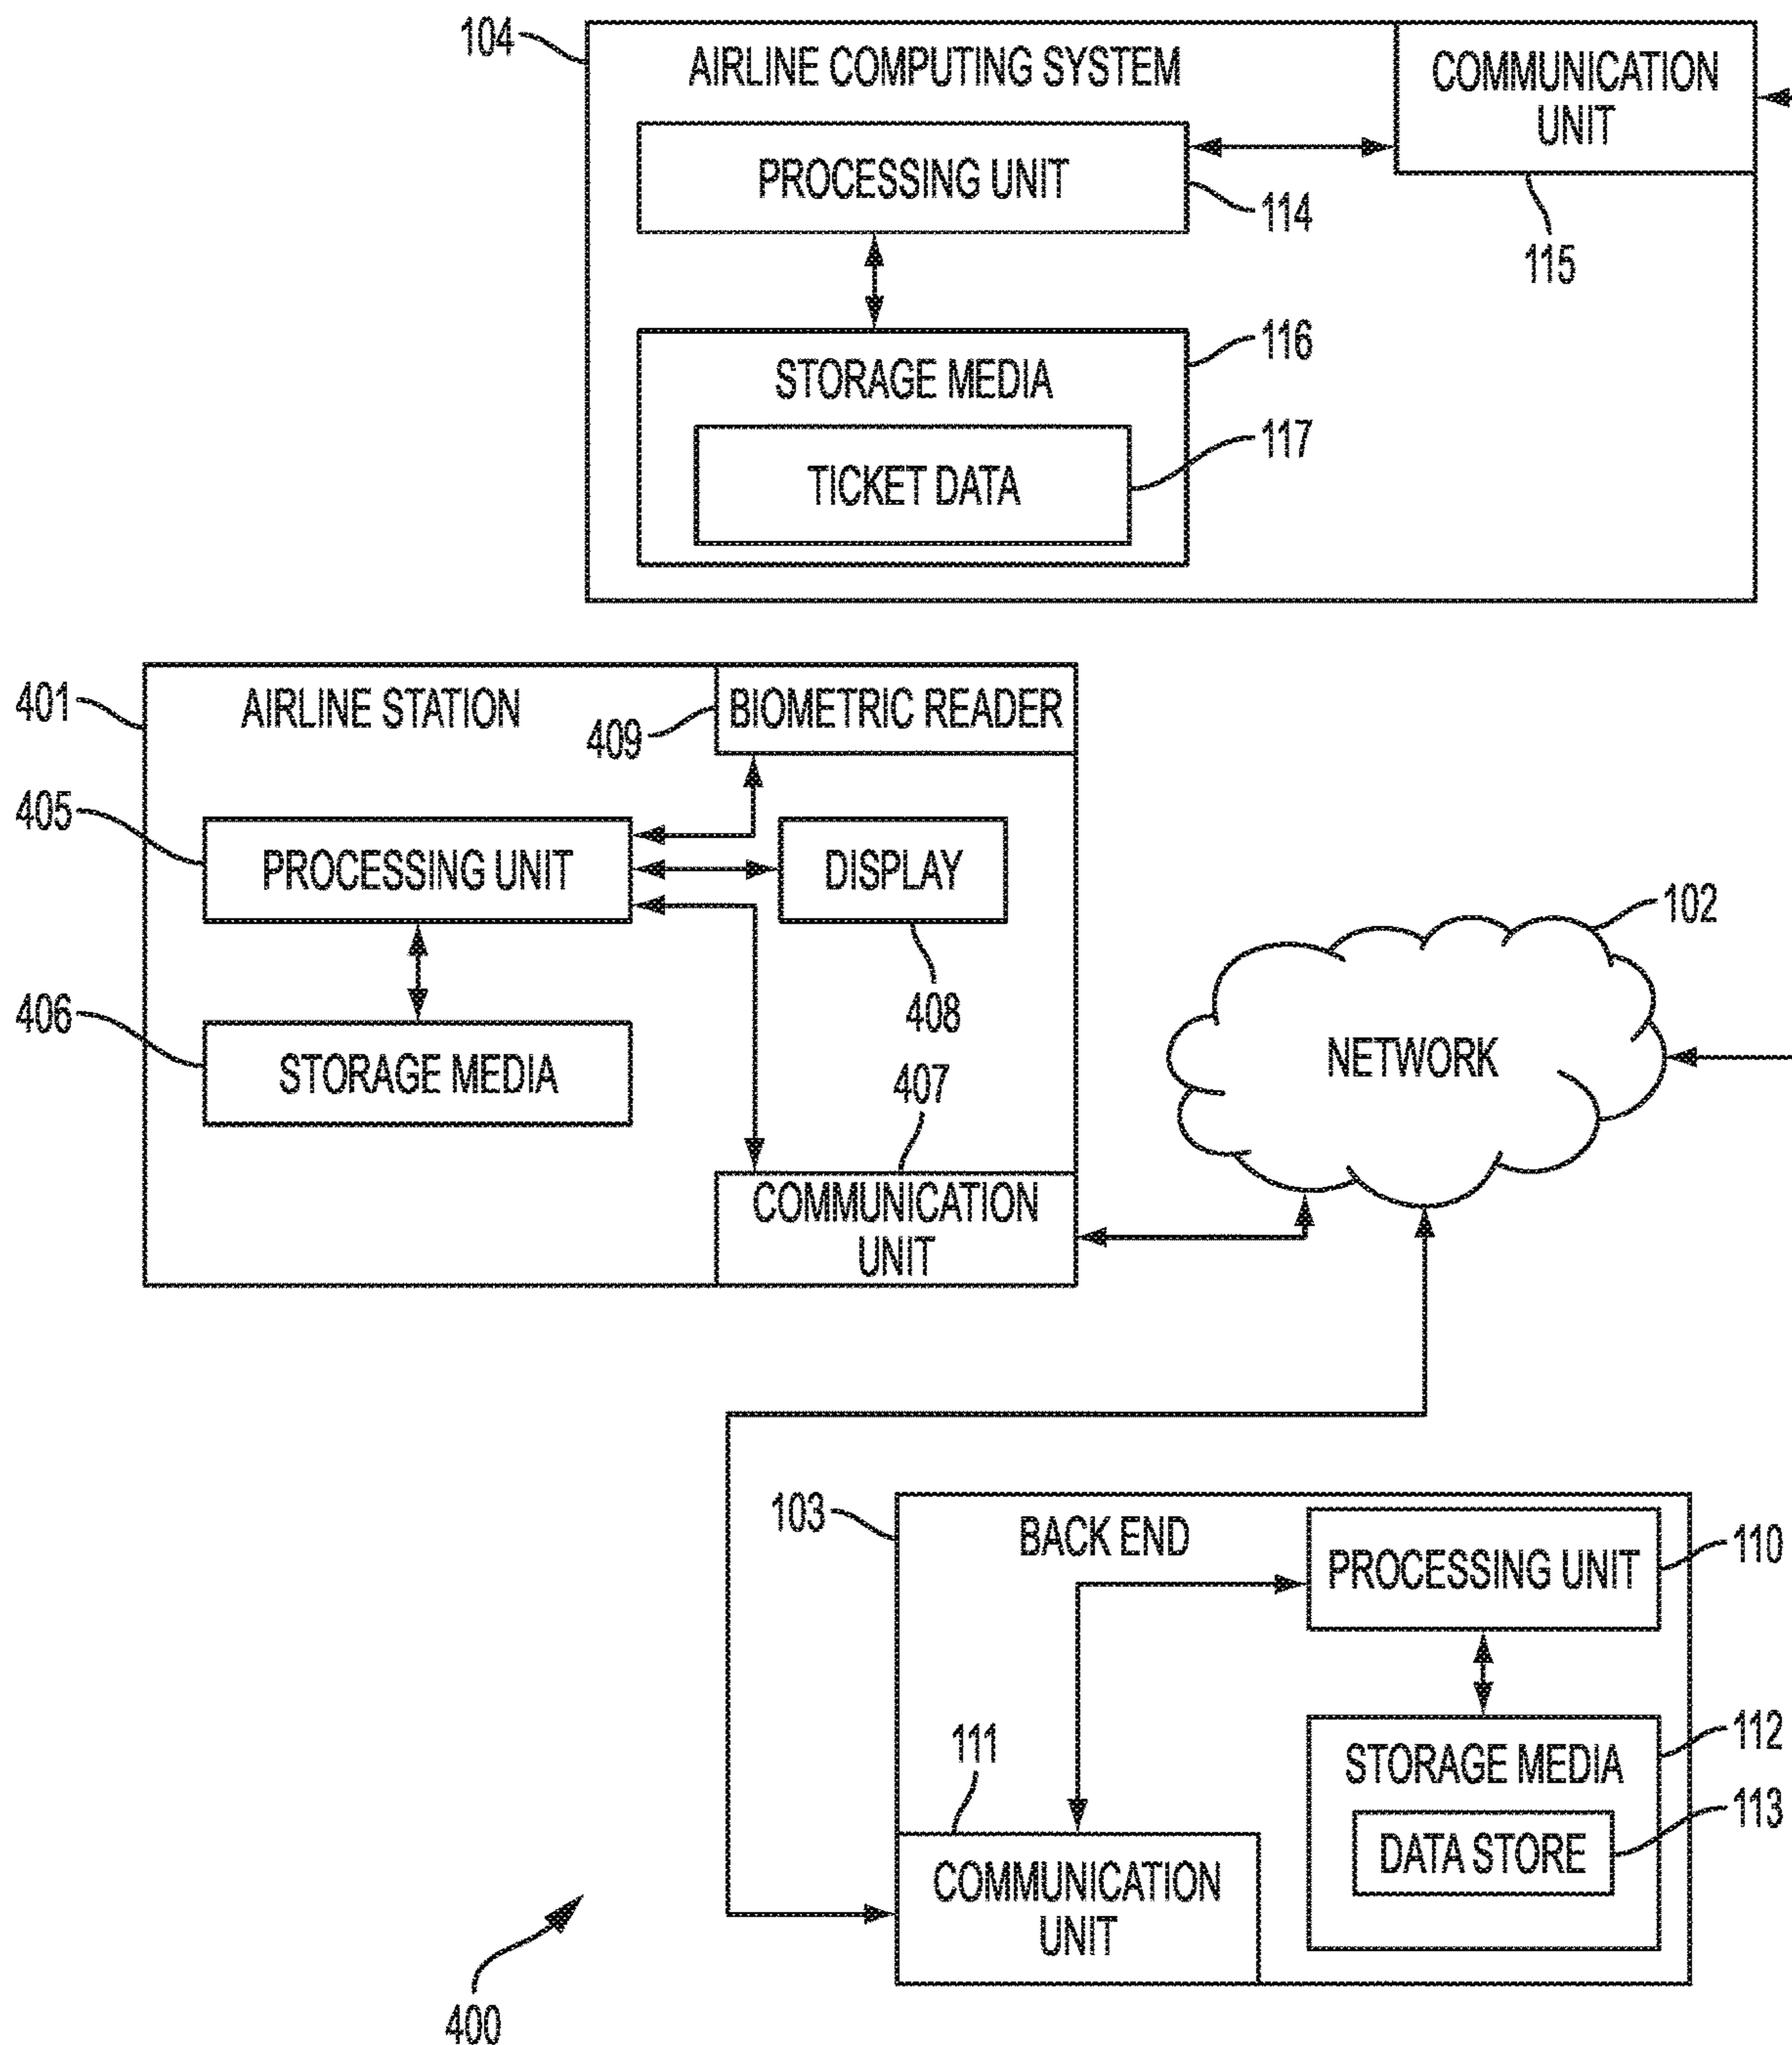 104
AIRLINE COMPUTING SYSTEM
COMMUNICATION
UNIT
PROCESSING UNIT
114
115
STORAGE MEDIA
116
TICKET DATA
117
401
AIRLINE STATION
409
BIOMETRIC READER
405
PROCESSING UNIT
DISPLAY
408
406
STORAGE MEDIA
407
COMMUNICATION
UNIT
102
NETWORK
103
BACK END
PROCESSING UNIT
110
111
STORAGE MEDIA
112
DATA STORE
113
COMMUNICATION
UNIT
400